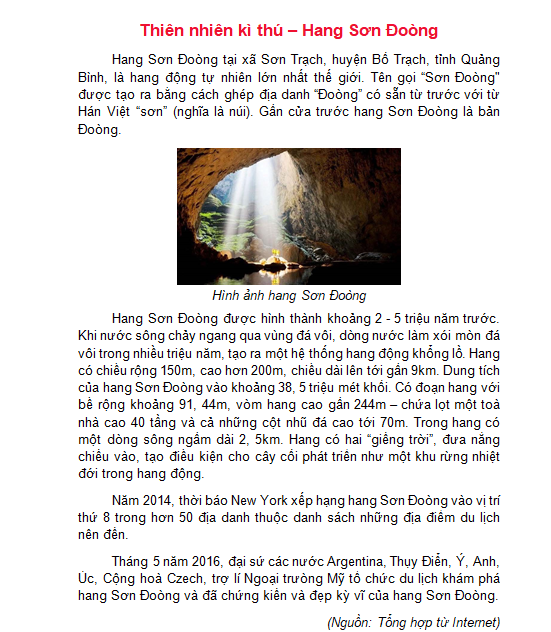 Thiên nhiên kì thú – Hang Sơn Đoòng
Hang Sơn Đoòng tại xã Sơn Trạch, huyện Bố Trạch, tỉnh Quảng
Bình, là hang động tự nhiên lớn nhất thế giới. Tên gọi “Sơn Đoòng”
được tạo ra bằng cách ghép địa danh “Đoòng” có sẵn từ trước với từ
Hán Việt “sơn” (nghĩa là núi). Gần cửa trước hang Sơn Đoòng là bản
Đoòng.
Hình ảnh hang Sơn Đoòng
Hang Sơn Đoòng được hình thành khoảng 2 - 5 triệu năm trước.
Khi nước sông chảy ngang qua vùng đá vôi, dòng nước làm xói mòn đá
vôi trong nhiều triệu năm, tạo ra một hệ thống hang động khổng lồ. Hang
có chiều rộng 150m, cao hơn 200m, chiều dài lên tới gần 9km. Dung tích
của hang Sơn Đoòng vào khoảng 38, 5 triệu mét khối. Có đoạn hang với
bề rộng khoảng 91, 44m, vòm hang cao gần 244m – chứa lọt một toà
nhà cao 40 tầng và cả những cột nhũ đá cao tới 70m. Trong hang có
một dòng sông ngầm dài 2, 5km. Hang có hai “giếng trời”, đưa nắng
chiếu vào, tạo điều kiện cho cây cối phát triển như một khu rừng nhiệt
đới trong hang động.
Năm 2014, thời báo New York xếp hạng hang Sơn Đoòng vào vị trí
thứ 8 trong hơn 50 địa danh thuộc danh sách những địa điểm du lịch
nên đến.
Tháng 5 năm 2016, đại sứ các nước Argentina, Thụy Điển, Ý, Anh,
Úc, Cộng hoà Czech, trợ lí Ngoại trưởng Mỹ tổ chức du lịch khám phá
hang Sơn Đoòng và đã chứng kiến vẻ đẹp kỳ vĩ của hang Sơn Đoòng.
(Nguồn: Tổng hợp từ Internet)